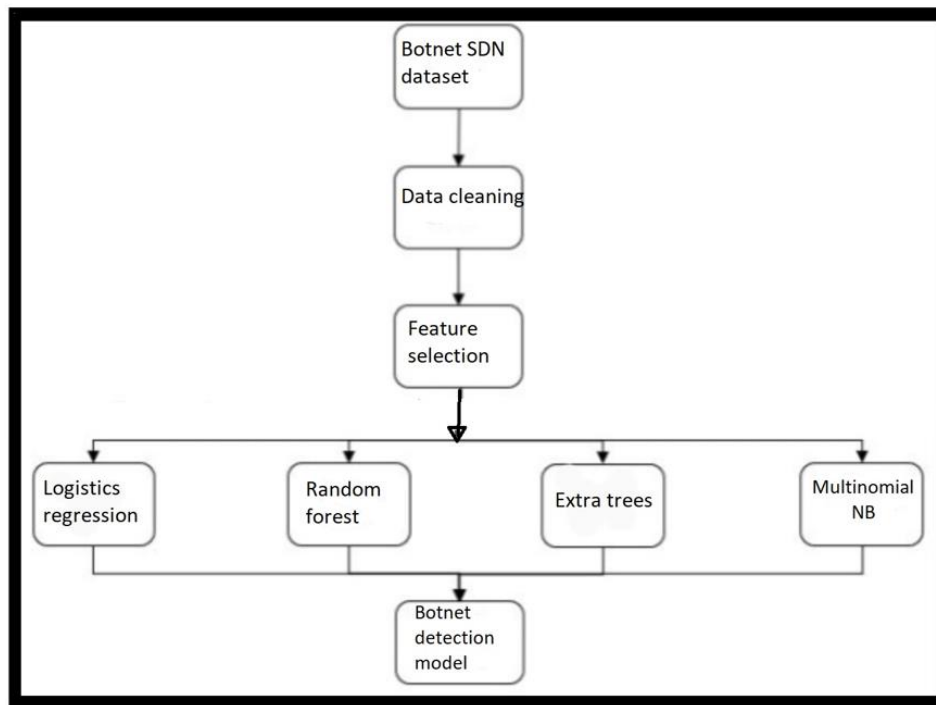 Botnet SDN
dataset
Data cleaning
Feature
selection
Logistics
regression
Random
forest
Extra trees
Multinomial
NB
Botnet
detection
model